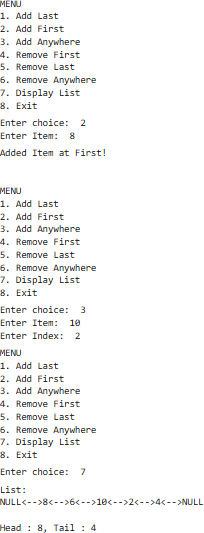 MENU
1. Add Last
2. Add First
3. Add Anywhere
4. Remove First
5. Remove Last
6. Remove Anywhere
7. Display List
8. Exit
Enter choice:  2
Enter Item:  8
Added Item at First!
MENU
1. Add Last
2. Add First
3. Add Anywhere
4. Remove First
5. Remove Last
6. Remove Anywhere
7. Display List
8. Exit
Enter choice:  3
Enter Item:  10
Enter Index:  2
MENU
1. Add Last
2. Add First
3. Add Anywhere
4. Remove First
5. Remove Last
6. Remove Anywhere
7. Display List
8. Exit
Enter choice:  7
List:
NULL<-->8<-->6<-->10<-->2<-->4<-->NULL
Head : 8, Tail : 4